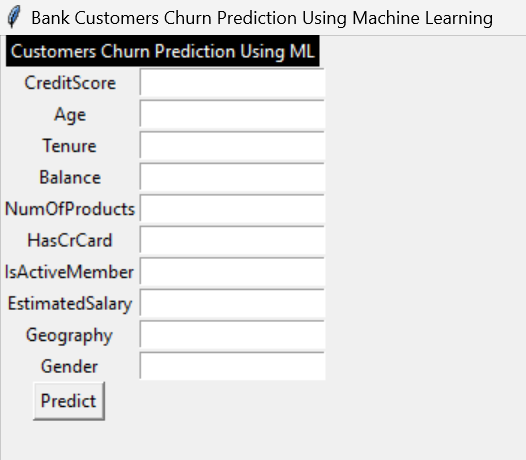 Bank Customers Churn Prediction Using Machine Learning
Customers Churn Prediction Using ML
CreditScore
Age
Tenure
Balance
NumOfProducts
HasCrCard
IsActiveMember
EstimatedSalary
Geography
Gender
Predict